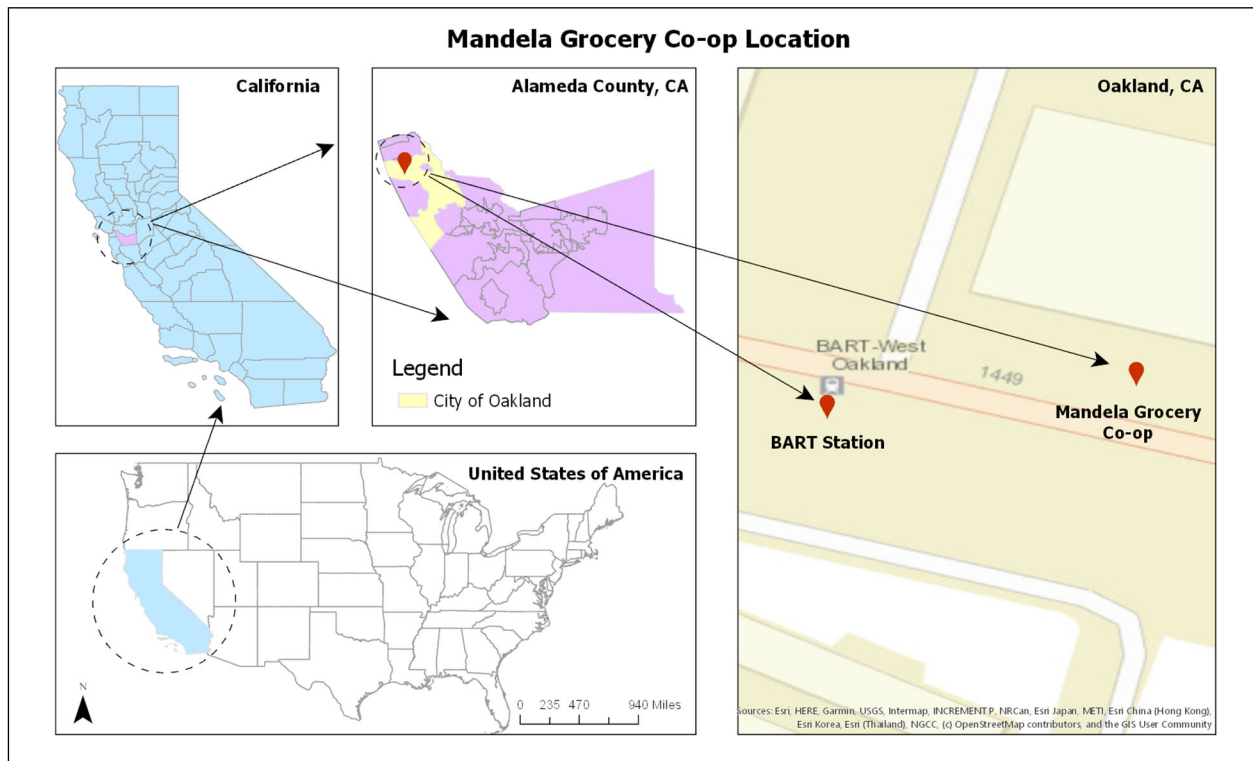 Mandela Grocery Co-op Location
California
Alameda County, CA
Legend
City of Oakland
Oakland, CA
BART-West
Oakland
1449
BART Station
Mandela Grocery
Co-op
Sources: Esri, HERE, Garmin, USGS, Intermap, INCREMENT P, NRCan, Esri Japan, METI, Esri China (Hong Kong),
Esri Korea, Esri (Thailand), NGCC, (c) OpenStreetMap contributors, and the GIS User Community
United States of America
N
0 235 470 940 Miles